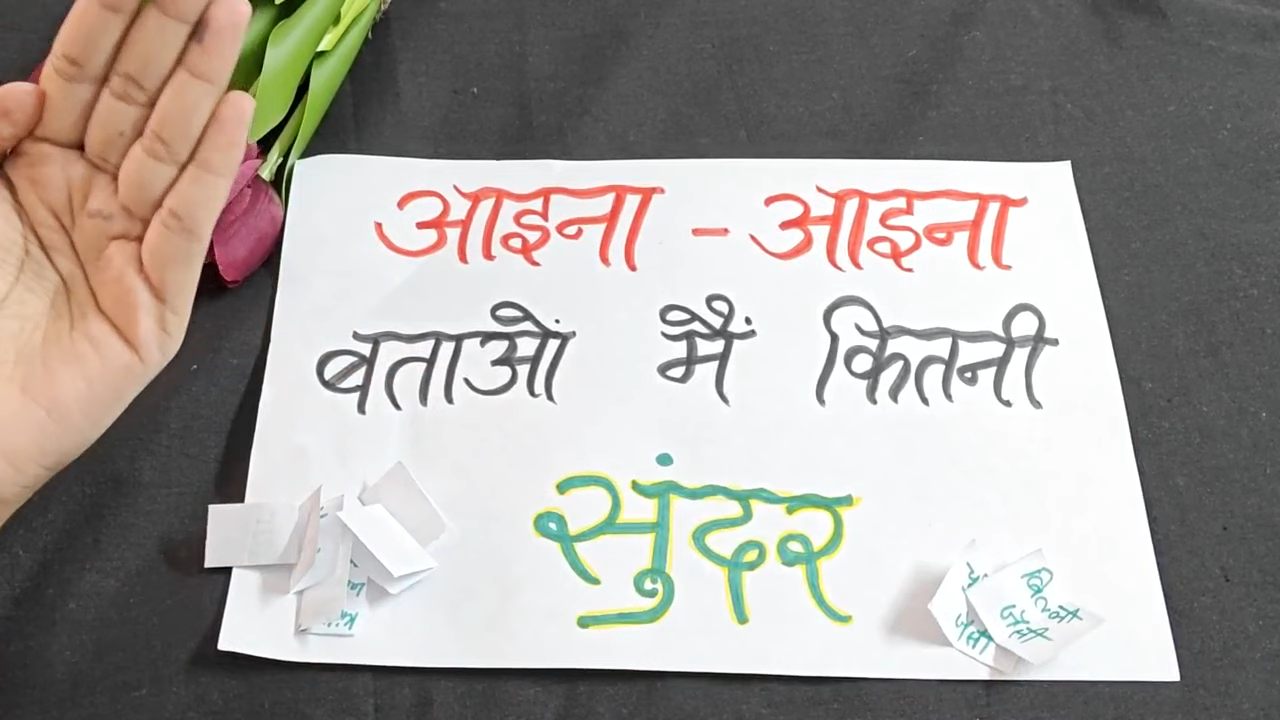 आइना - आइना
बताओं मैं कितनी
सुंदर
जैसी